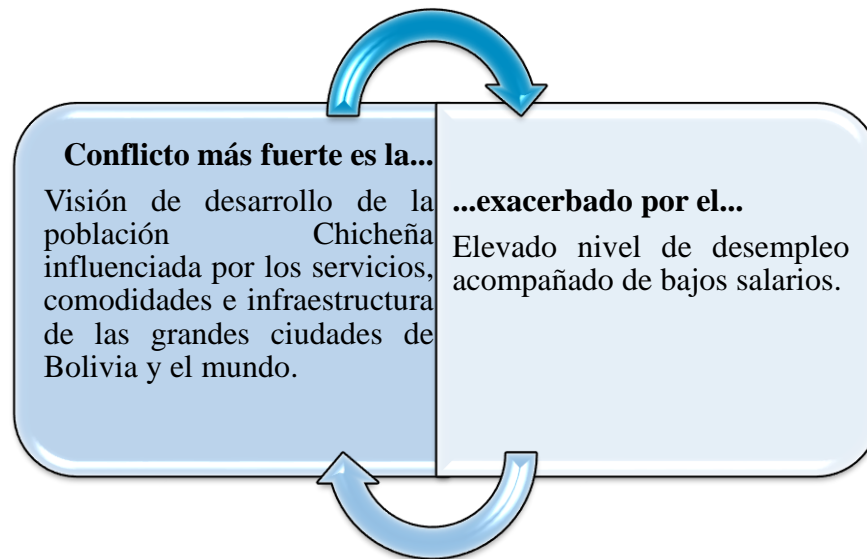 Conflicto más fuerte es la...
Visión de desarrollo de la
población Chicheña
influenciada por los servicios,
comodidades e infraestructura
de las grandes ciudades de
Bolivia y el mundo.
...exacerbado por el...
Elevado nivel de desempleo
acompañado de bajos salarios.